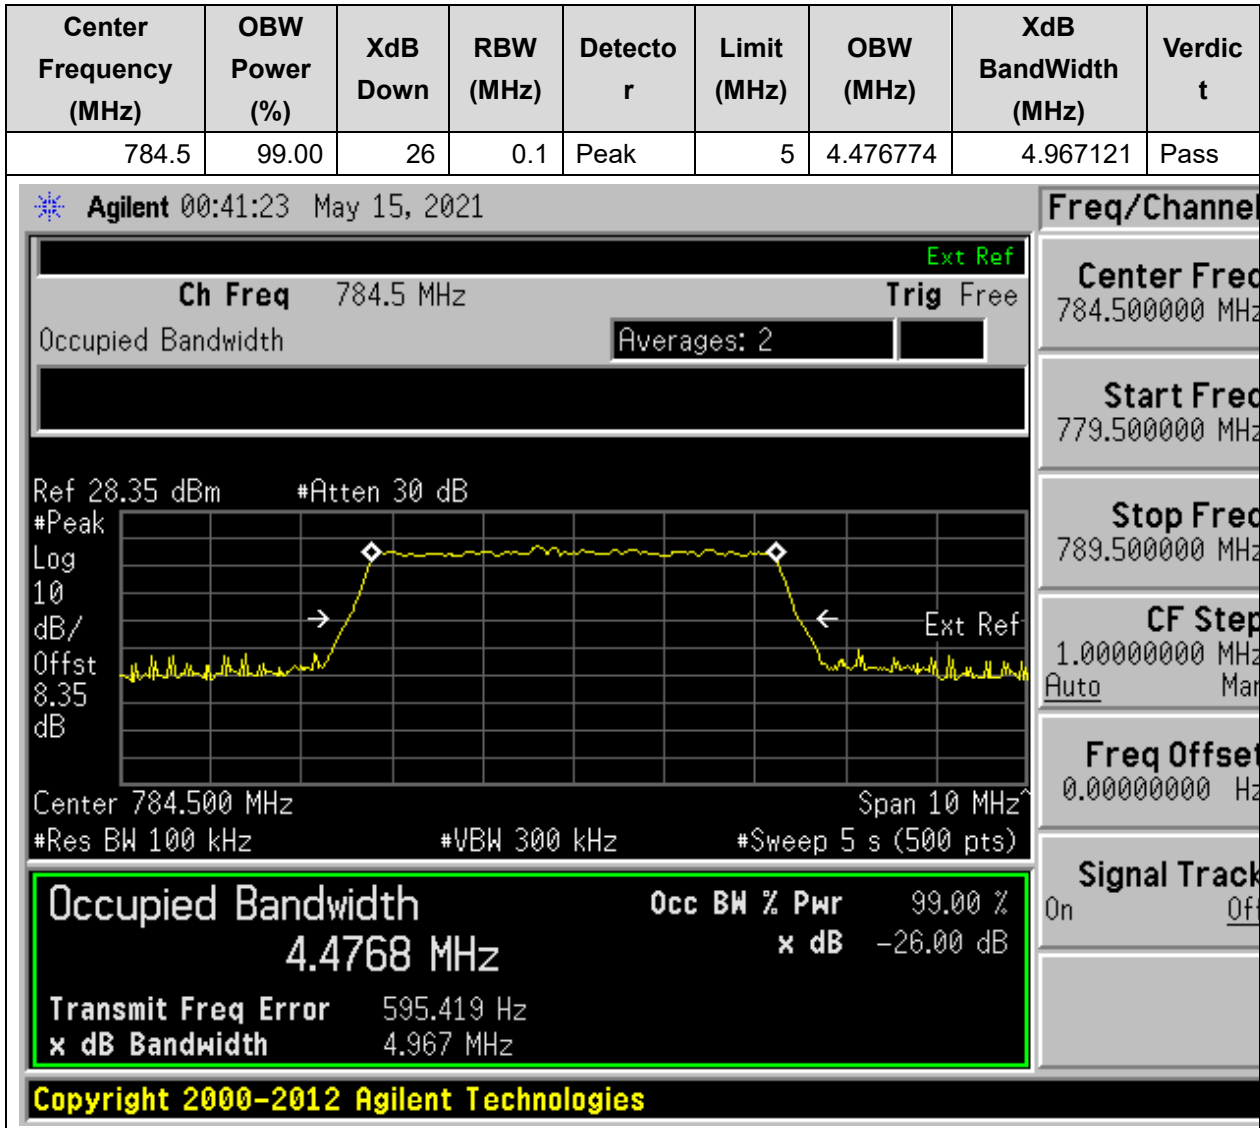 Center Frequency (MHz) OBW Power (%) XdB Down RBW (MHz) Detector Limit (MHz) OBW (MHz) XdB BandWidth (MHz) Verdict
784.5 99.00 26 0.1 Peak 5 4.476774 4.967121 Pass
Agilent 00:41:23 May 15, 2021
Freq/Channel
Ext Ref
Ch Freq 784.5 MHz Trig Free
Occupied Bandwidth Averages: 2
Center Freq
784.500000 MHz
Start Freq
779.500000 MHz
Stop Freq
789.500000 MHz
CF Step
1.00000000 MHz
Auto Man
Freq Offset
0.00000000 Hz
Signal Track
On Off
Ref 28.35 dBm #Atten 30 dB
#Peak
Log
10
dB/
Offst
8.35
dB
Ext Ref
Center 784.500 MHz Span 10 MHz^
#Res BW 100 kHz #VBW 300 kHz #Sweep 5 s (500 pts)
Occupied Bandwidth
4.4768 MHz
Occ BW % Pwr 99.00 %
x dB -26.00 dB
Transmit Freq Error 595.419 Hz
x dB Bandwidth 4.967 MHz
Copyright 2000-2012 Agilent Technologies